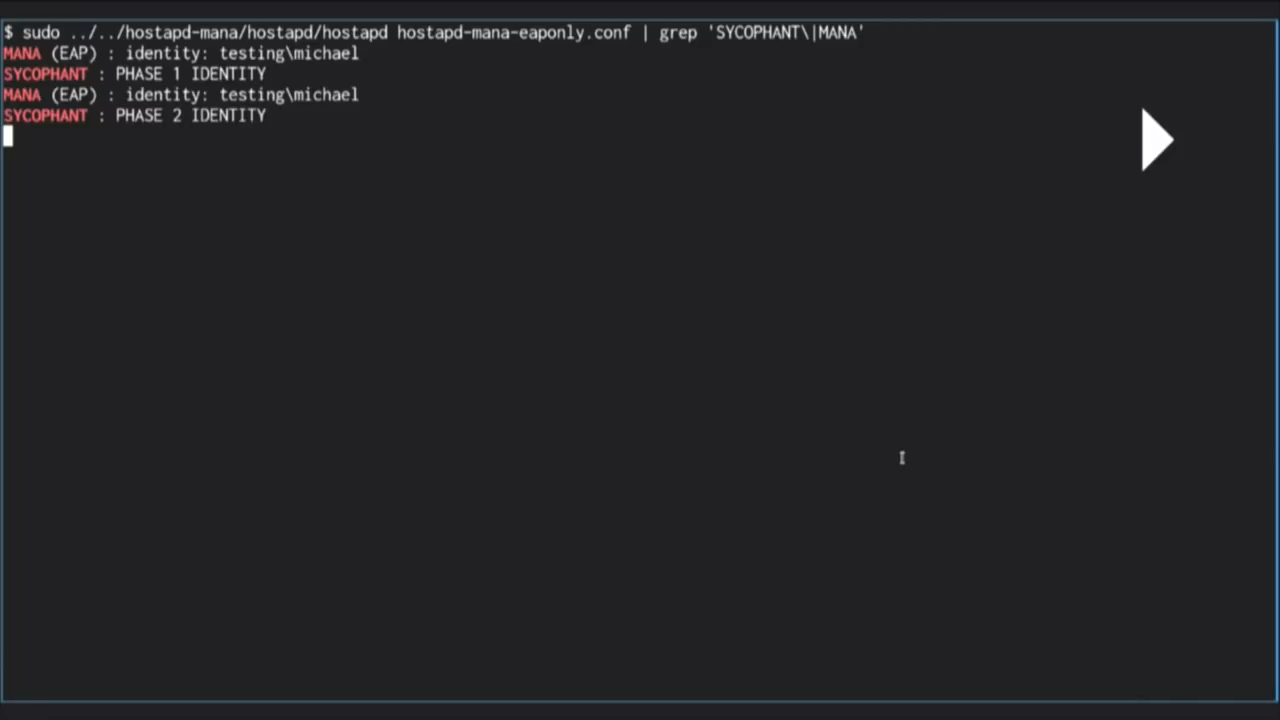 $ sudo ../../hostapd-mana/hostapd/hostapd hostapd-mana-eaponly.conf | grep 'SYCOPHANT\|MANA'
MANA (EAP) : identity: testing\michael
SYCOPHANT : PHASE 1 IDENTITY
MANA (EAP) : identity: testing\michael
SYCOPHANT : PHASE 2 IDENTITY